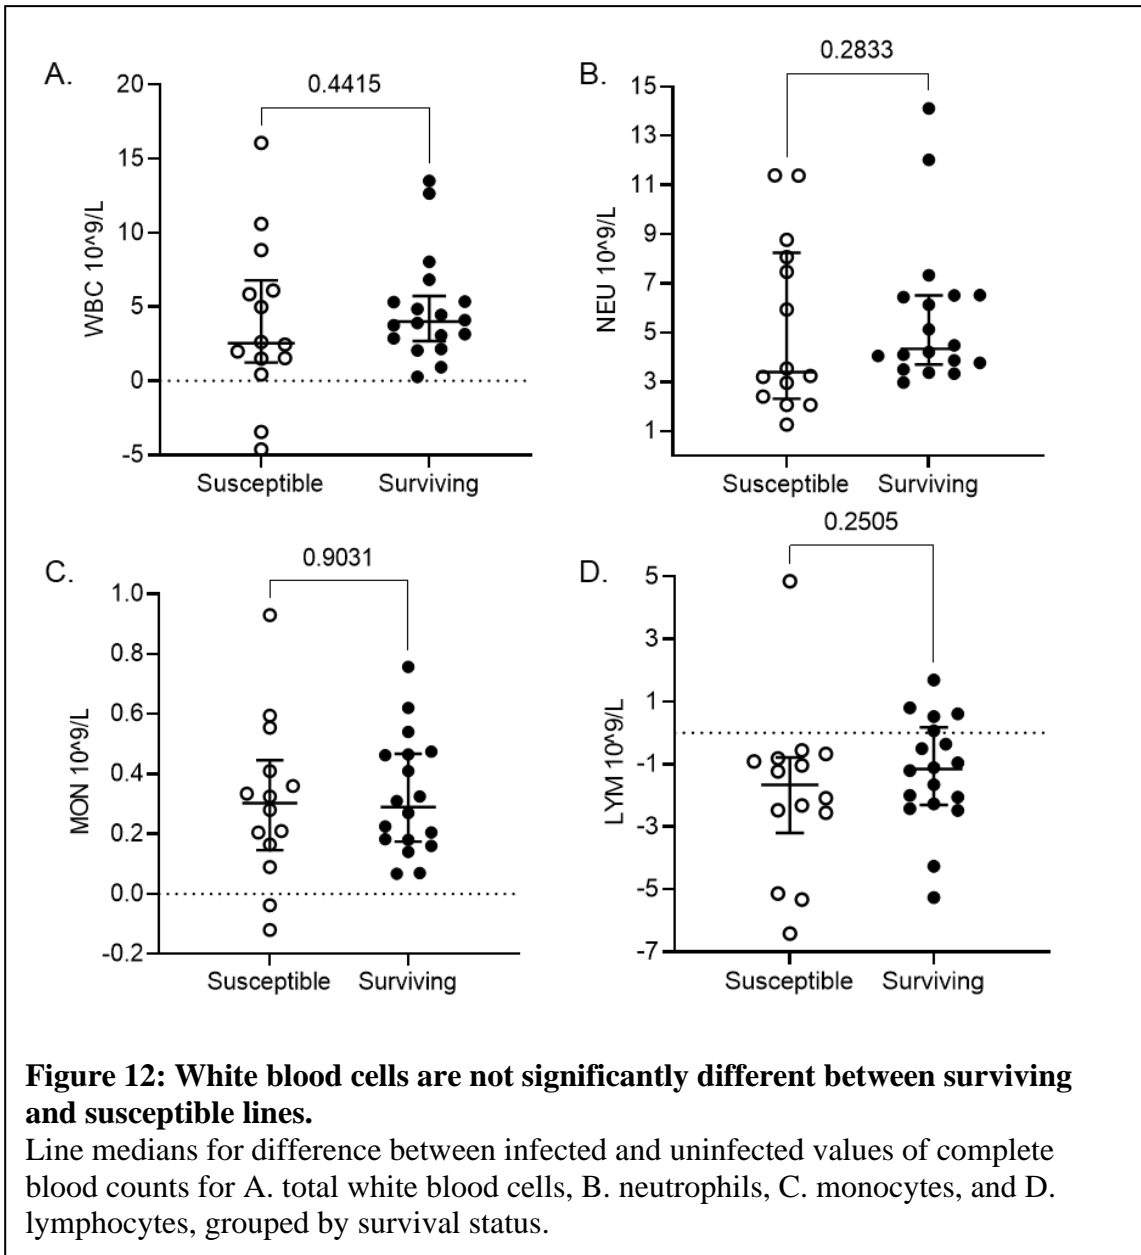 A.
0.4415
20
15
10
5
0
-5
WBC 10^9/L
Susceptible Surviving
B.
0.2833
15
13
11
9
7
5
3
1
NEU 10^9/L
Susceptible Surviving
C.
0.9031
1.0
0.8
0.6
0.4
0.2
0.0
-0.2
MON 10^9/L
Susceptible Surviving
D.
0.2505
5
3
1
-1
-3
-5
-7
LYM 10^9/L
Susceptible Surviving
Figure 12: White blood cells are not significantly different between surviving
and susceptible lines.
Line medians for difference between infected and uninfected values of complete
blood counts for A. total white blood cells, B. neutrophils, C. monocytes, and D.
lymphocytes, grouped by survival status.